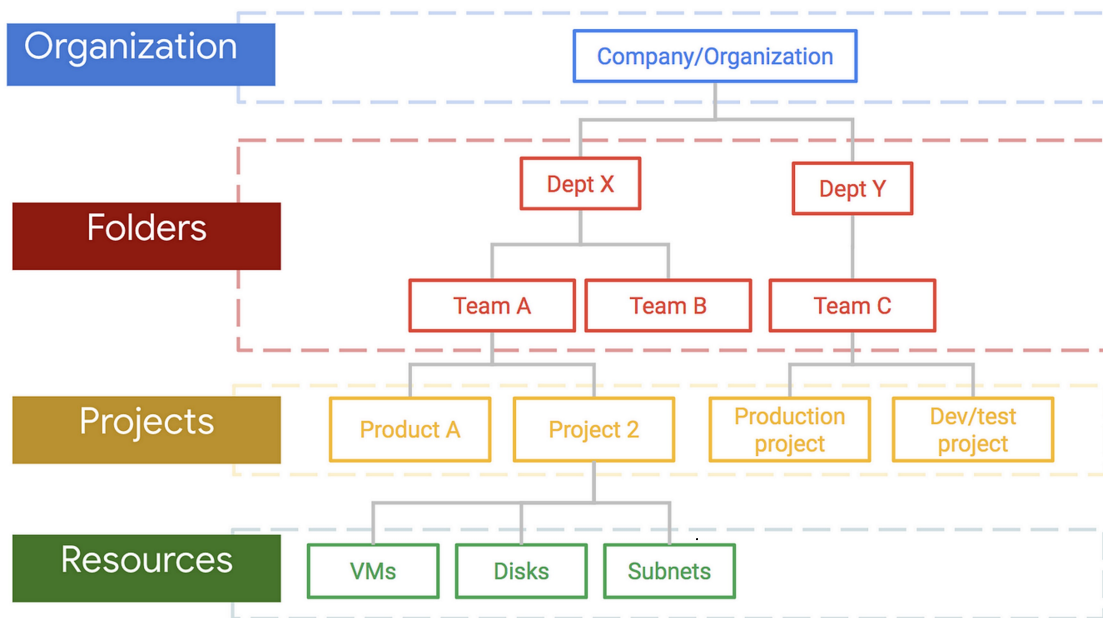 Organization
Company/Organization
Dept X
Dept Y
Folders
Team A
Team B
Team C
Projects
Product A
Project 2
Production
project
Dev/test
project
Resources
VMs
Disks
Subnets